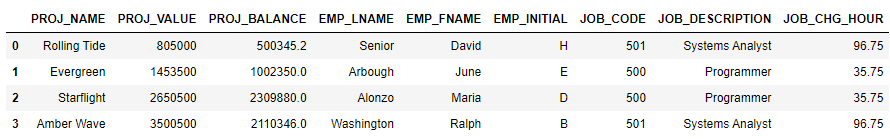 PROJ_NAME PROJ_VALUE PROJ_BALANCE EMP_LNAME EMP_FNAME EMP_INITIAL JOB_CODE JOB_DESCRIPTION JOB_CHG_HOUR
0 Rolling Tide 805000 500345.2 Senior David H 501 Systems Analyst 96.75
1 Evergreen 1453500 1002350.0 Arbough June E 500 Programmer 35.75
2 Starflight 2650500 2309880.0 Alonzo Maria D 500 Programmer 35.75
3 Amber Wave 3500500 2110346.0 Washington Ralph B 501 Systems Analyst 96.75